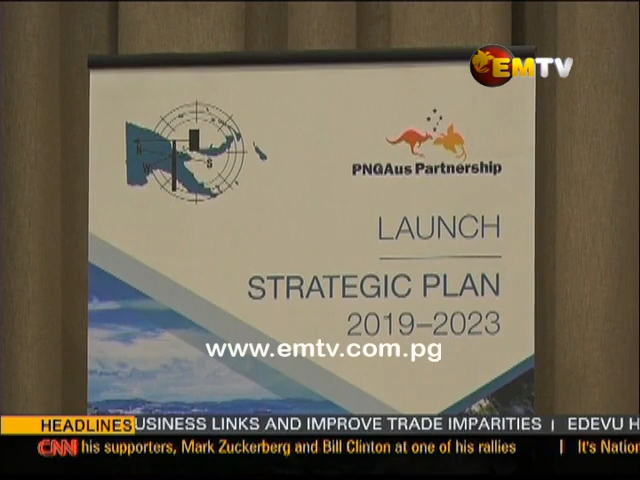 EMTV
N
W
S
PNGAus Partnership
LAUNCH
STRATEGIC PLAN
2019–2023
www.emtv.com.pg
HEADLINES USINESS LINKS AND IMPROVE TRADE IMPARITIES | EDEVU H
CNN his supporters, Mark Zuckerberg and Bill Clinton at one of his rallies | It's Nation